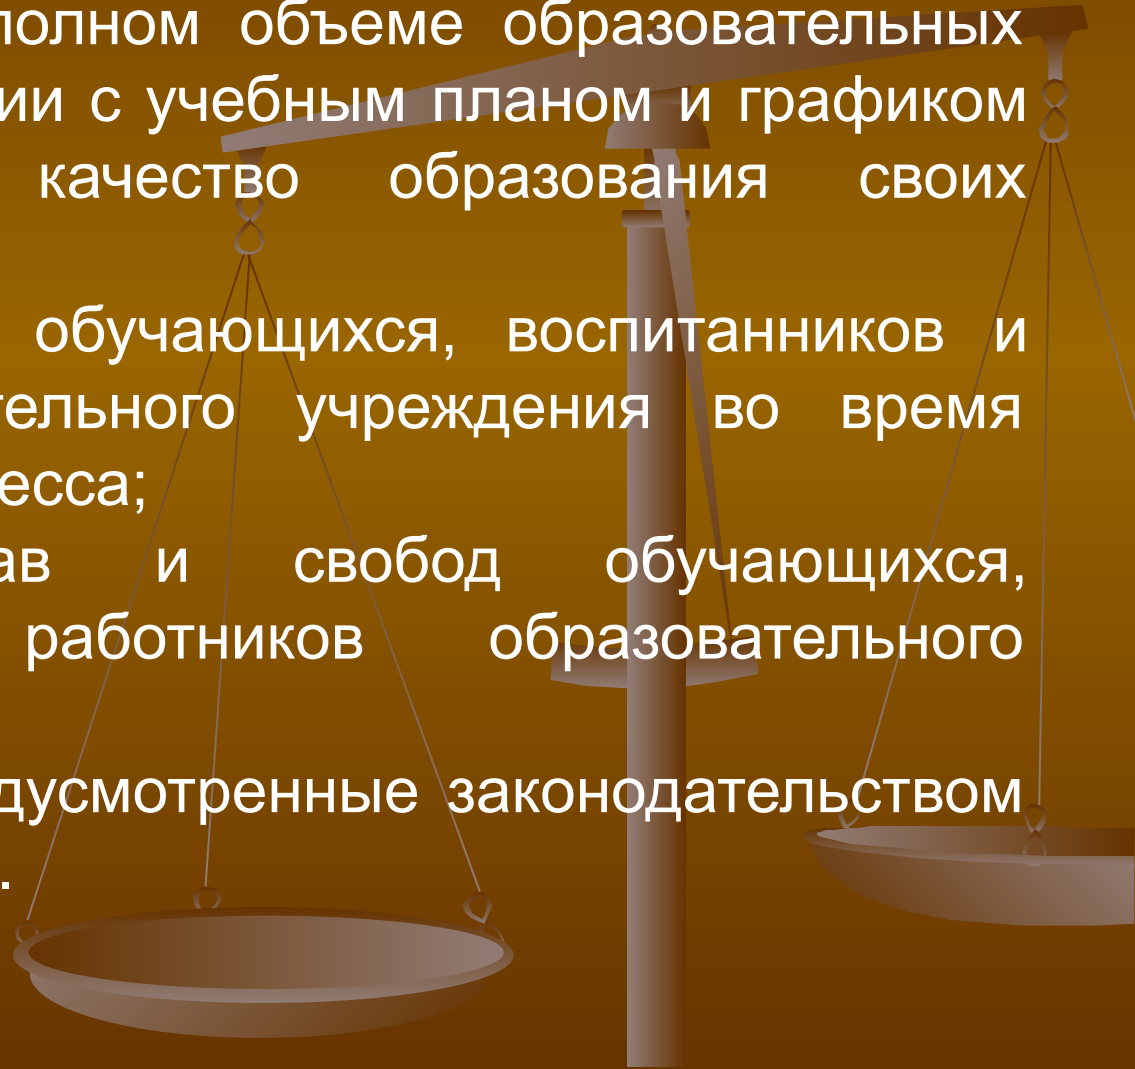 полном объеме образовательных
ии с учебным планом и графиком
качество образования своих
обучающихся, воспитанников и
тельного учреждения во время
есса;
ав и свобод обучающихся,
работников образовательного
дусмотренные законодательством
.